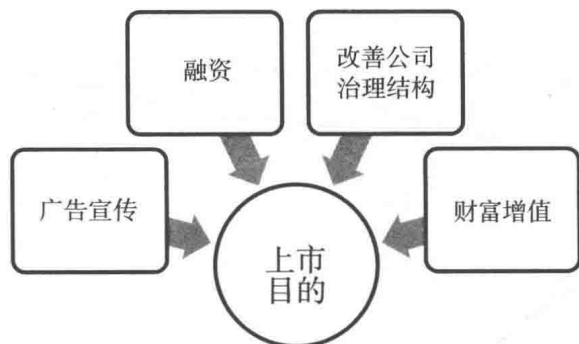 融资
改善公司
治理结构
广告宣传
财富增值
上市
目的